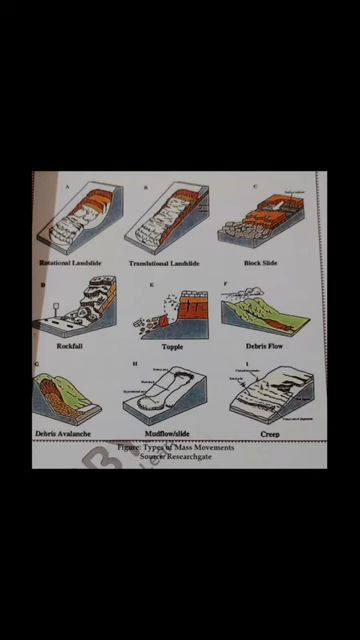 A B C
Rotational Landslide Translational Landslide Block Slide
D E F
Rockfall Topple Debris Flow
G H I
Debris Avalanche Mudflow/slide Creep
Figure: Types of Mass Movements
Source: Researchgate